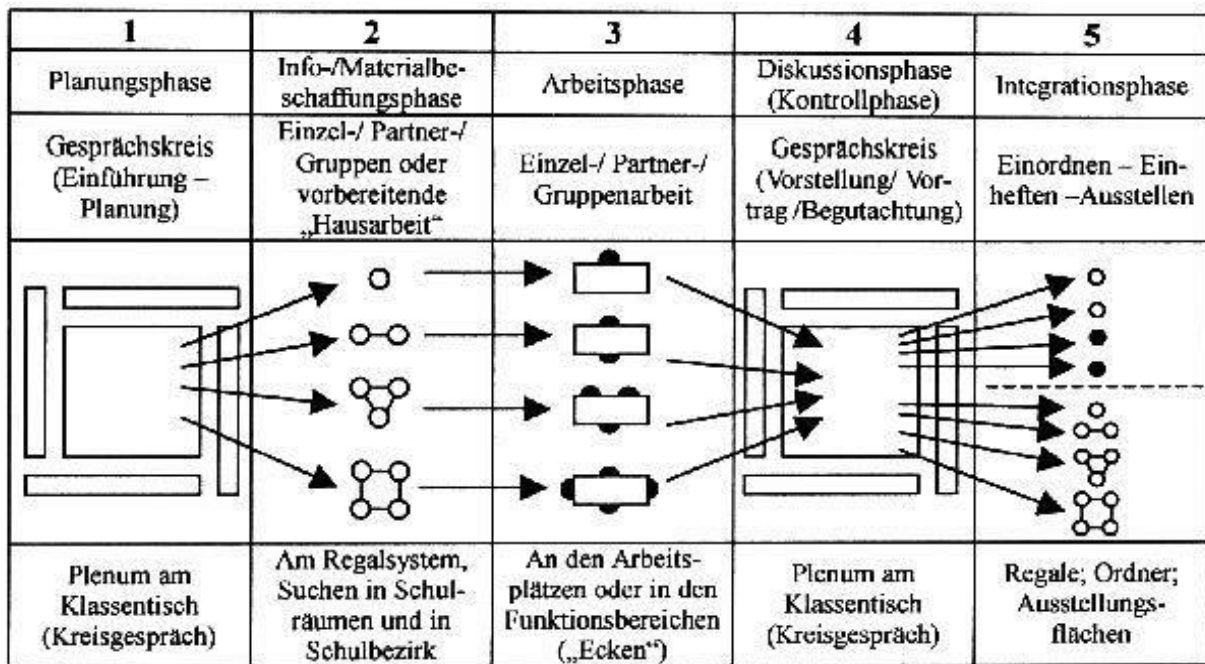 1
2
3
4
5
Planungsphase
Info-/Materialbe-
schaffungsphase
Arbeitsphase
Diskussionsphase
(Kontrollphase)
Integrationsphase
Gesprächskreis
(Einführung –
Planung)
Einzel-/ Partner-/
Gruppen oder
vorbereitende
„Hausarbeit“
Einzel-/ Partner-/
Gruppenarbeit
Gesprächskreis
(Vorstellung/ Vor-
trag /Begutachtung)
Einordnen – Ein-
heften –Ausstellen
Plenum am
Klassentisch
(Kreisgespräch)
Am Regalsystem,
Suchen in Schul-
räumen und in
Schulbezirk
An den Arbeits-
plätzen oder in den
Funktionsbereichen
(„Ecken“)
Plenum am
Klassentisch
(Kreisgespräch)
Regale; Ordner;
Ausstellungs-
flächen